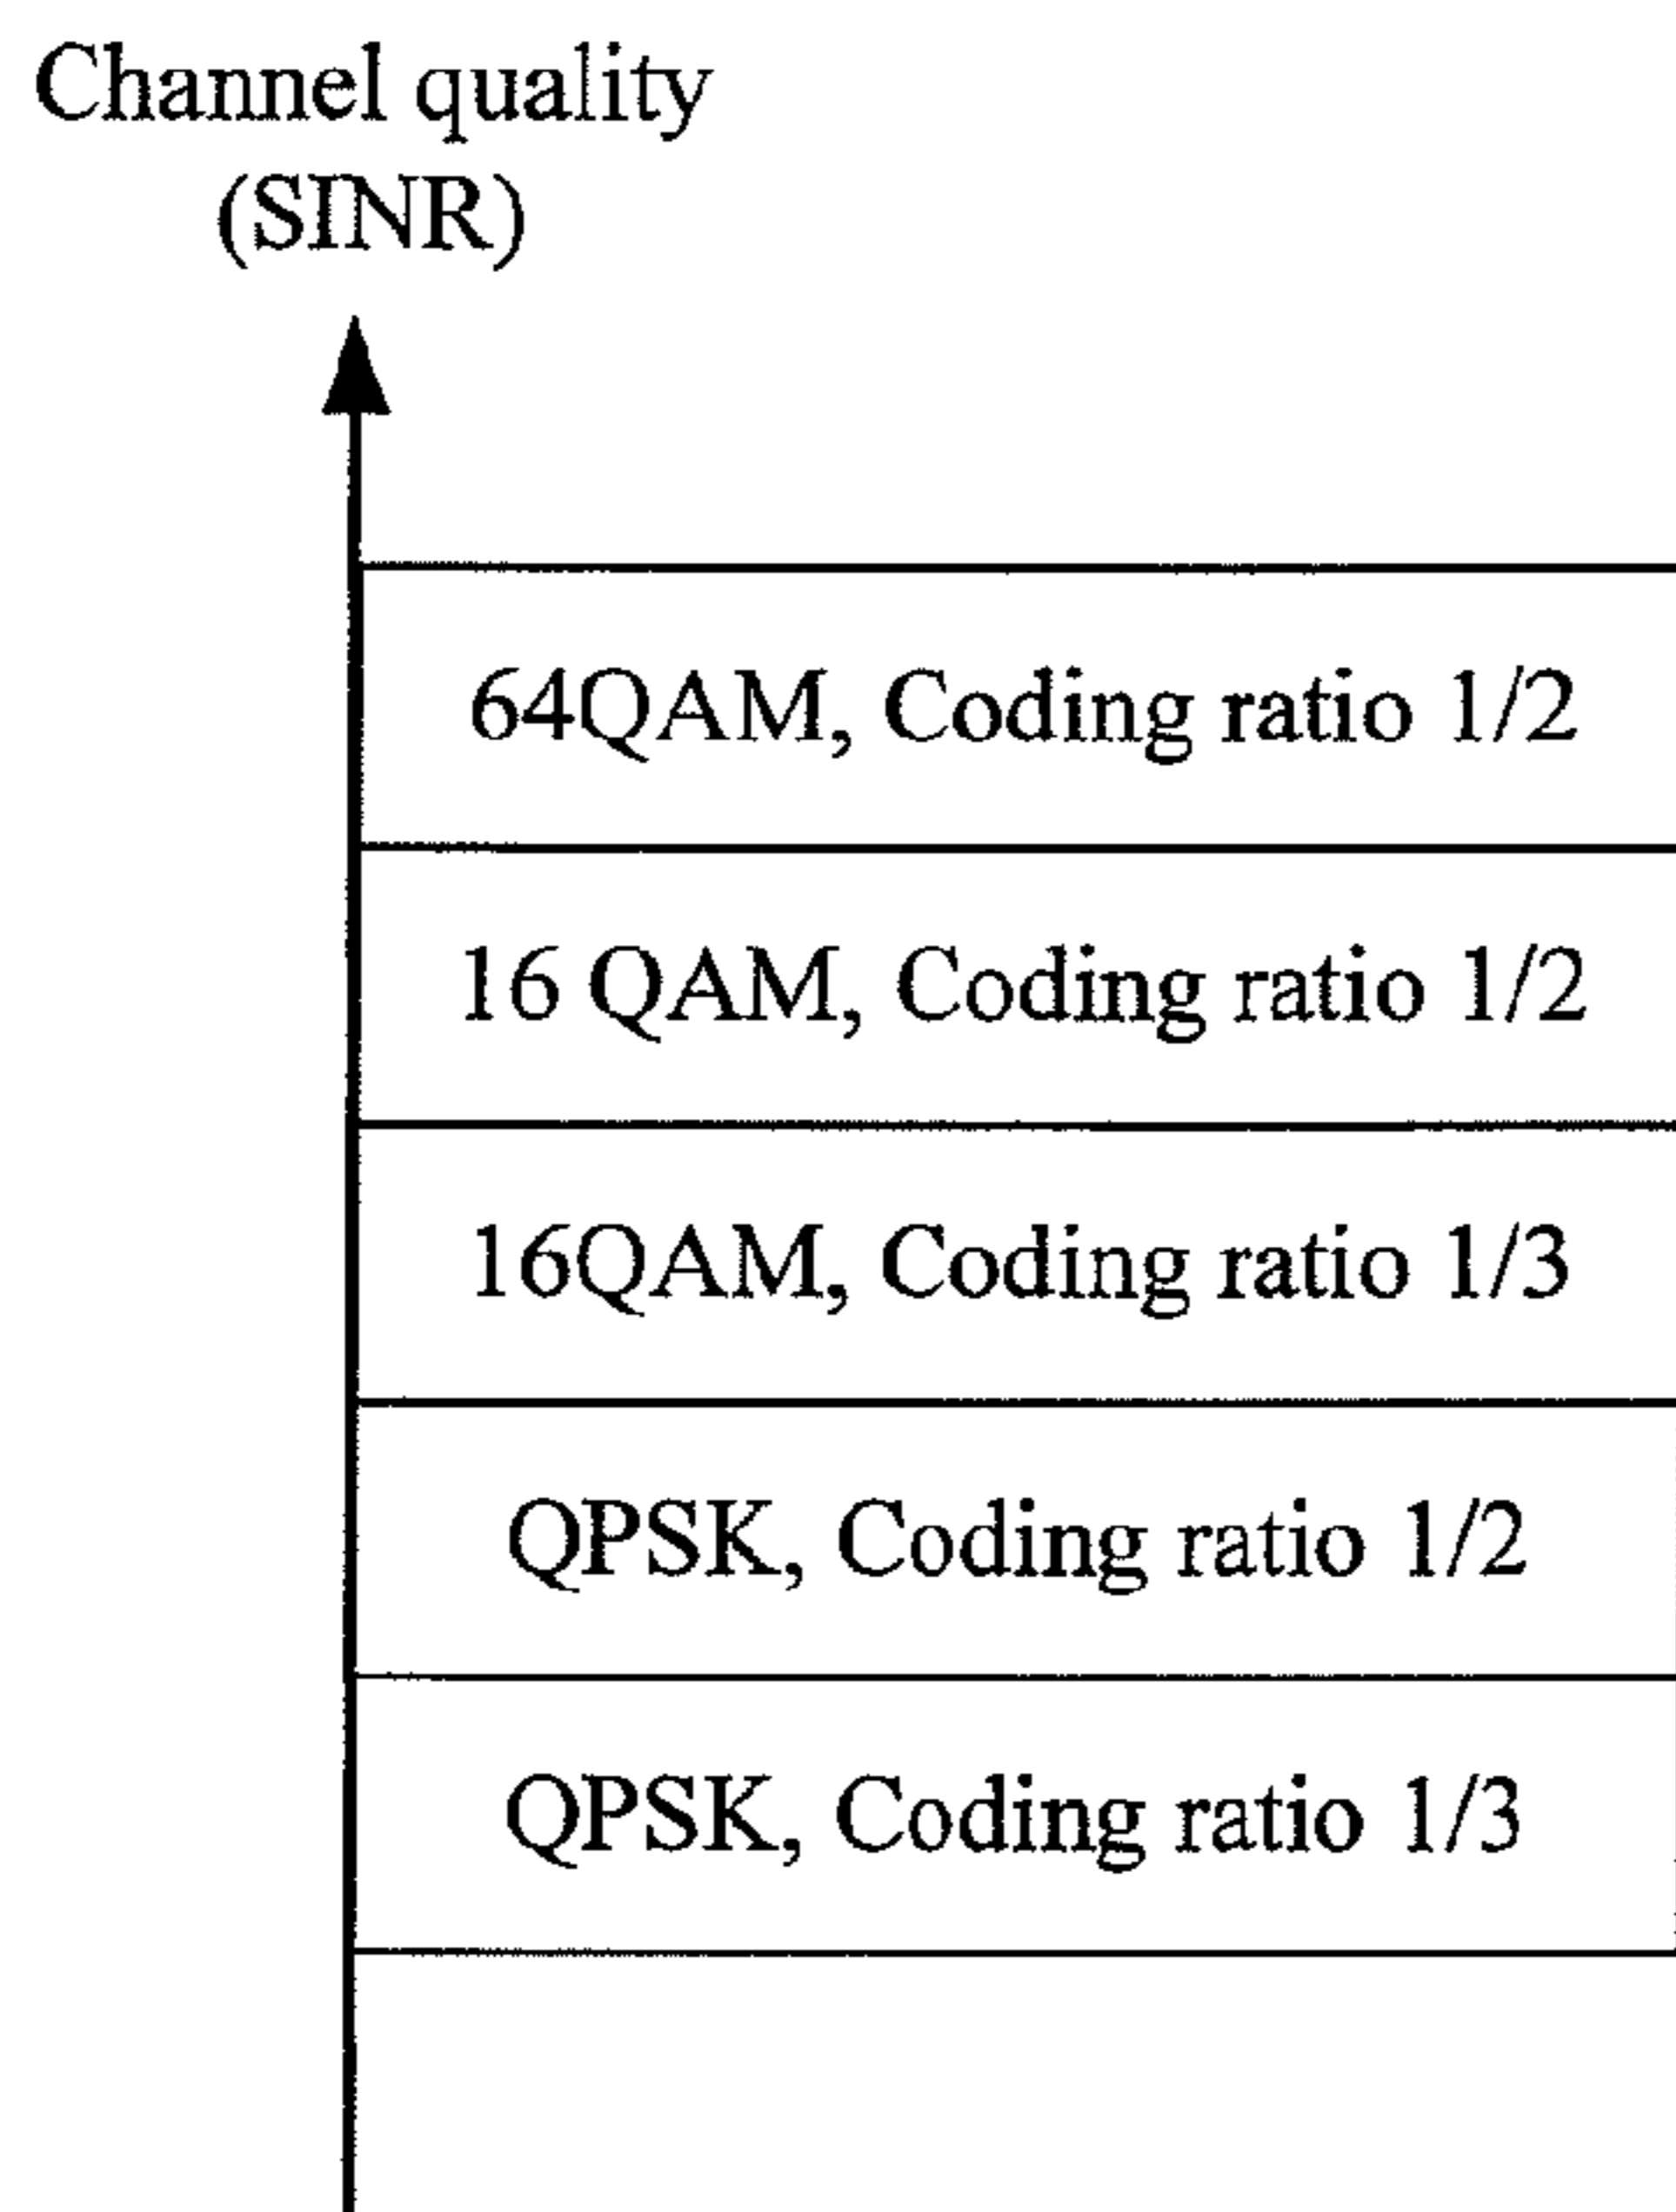 Channel quality
(SINR)
64QAM, Coding ratio 1/2
16 QAM, Coding ratio 1/2
16QAM, Coding ratio 1/3
QPSK, Coding ratio 1/2
QPSK, Coding ratio 1/3